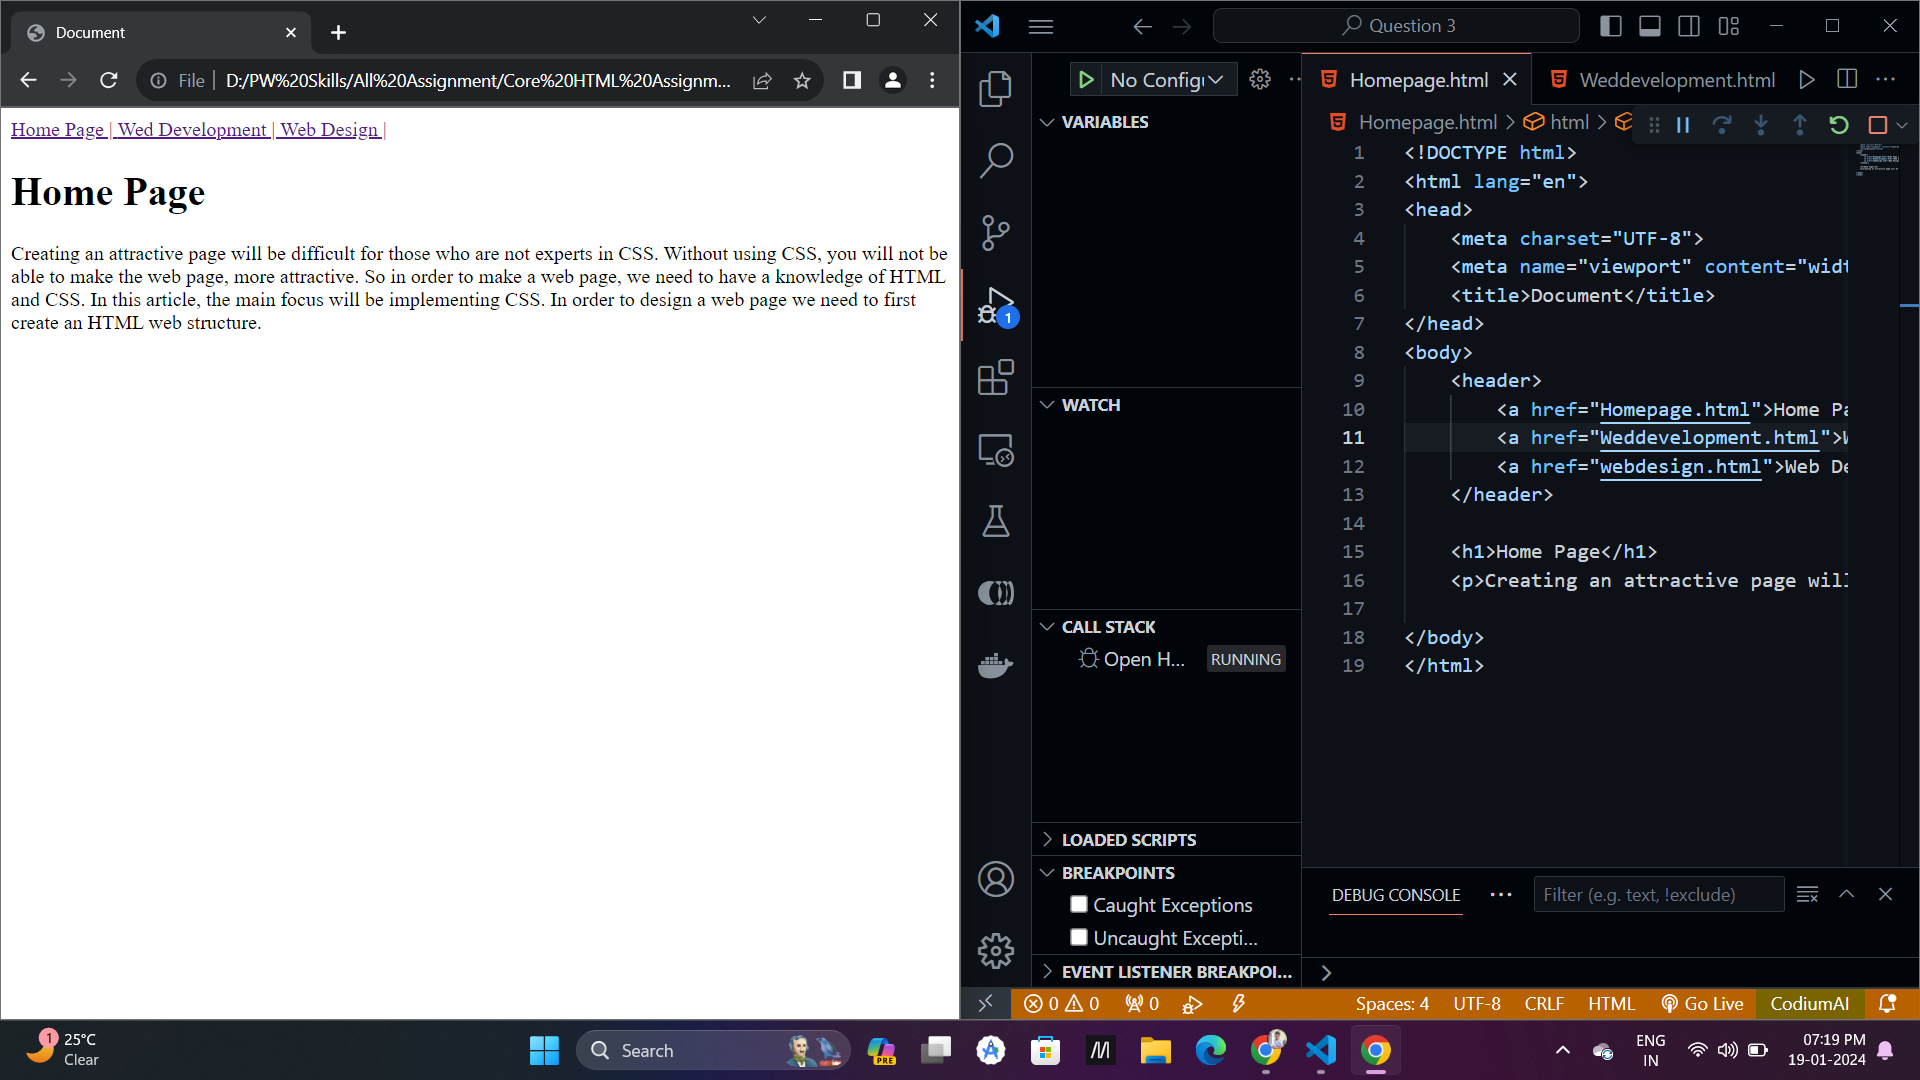 Document
File
D:/PW%20Skills/All%20Assignment/Core%20HTML%20Assignm...
Home Page | Wed Development | Web Design |
Home Page
Creating an attractive page will be difficult for those who are not experts in CSS. Without using CSS, you will not be
able to make the web page, more attractive. So in order to make a web page, we need to have a knowledge of HTML
and CSS. In this article, the main focus will be implementing CSS. In order to design a web page we need to first
create an HTML web structure.
Question 3
No Config
VARIABLES
1
WATCH
CALL STACK
Open H... RUNNING
LOADED SCRIPTS
BREAKPOINTS
Caught Exceptions
Uncaught Excepti...
EVENT LISTENER BREAKPOI...
Homepage.html Weddevelopment.html
Homepage.html > html >
1 <!DOCTYPE html>
2 <html lang="en">
3 <head>
4 <meta charset="UTF-8">
5 <meta name="viewport" content="widt
6 <title>Document</title>
7 </head>
8 <body>
9 <header>
10 <a href="Homepage.html">Home Pa
11 <a href="Weddevelopment.html">W
12 <a href="webdesign.html">Web De
13 </header>
14
15 <h1>Home Page</h1>
16 <p>Creating an attractive page will
17
18 </body>
19 </html>
DEBUG CONSOLE
Filter (e.g. text, !exclude)
0 0 0
Spaces: 4 UTF-8 CRLF HTML Go Live CodiumAI
1
25°C
Clear
Search
PRE
ENG
IN
07:19 PM
19-01-2024